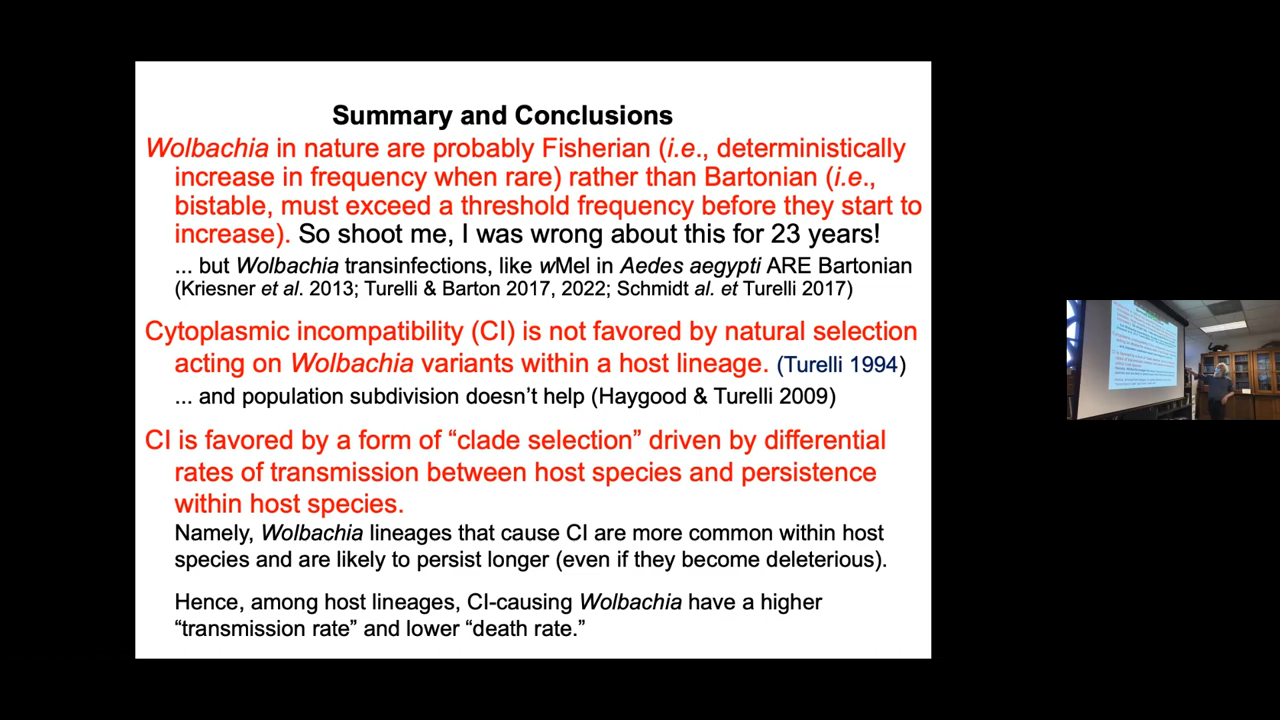 Summary and Conclusions
Wolbachia in nature are probably Fisherian (i.e., deterministically
increase in frequency when rare) rather than Bartonian (i.e.,
bistable, must exceed a threshold frequency before they start to
increase). So shoot me, I was wrong about this for 23 years!
... but Wolbachia transinfections, like wMel in Aedes aegypti ARE Bartonian
(Kriesner et al. 2013; Turelli & Barton 2017, 2022; Schmidt al. et Turelli 2017)
Cytoplasmic incompatibility (CI) is not favored by natural selection
acting on Wolbachia variants within a host lineage. (Turelli 1994)
... and population subdivision doesn’t help (Haygood & Turelli 2009)
CI is favored by a form of “clade selection” driven by differential
rates of transmission between host species and persistence
within host species.
Namely, Wolbachia lineages that cause CI are more common within host
species and are likely to persist longer (even if they become deleterious).
Hence, among host lineages, CI-causing Wolbachia have a higher
“transmission rate” and lower “death rate.”